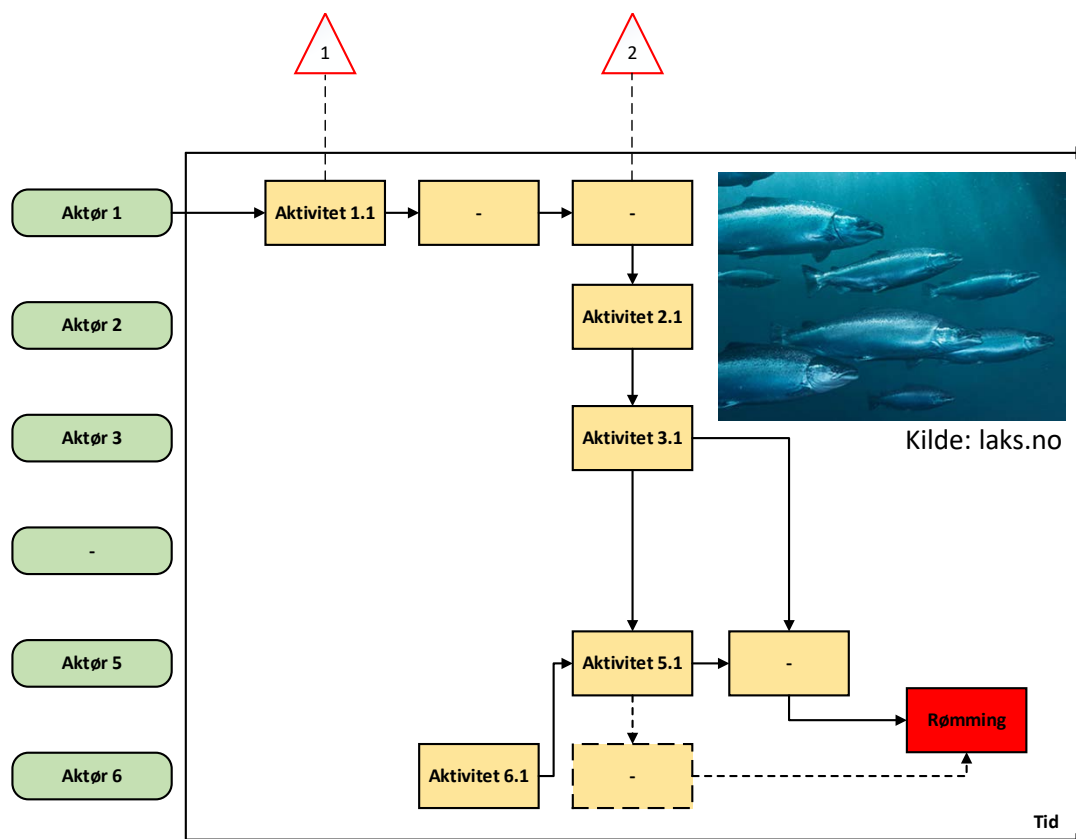 1
2
Aktør 1
Aktivitet 1.1
-
-
Aktør 2
Aktivitet 2.1
Aktør 3
Aktivitet 3.1
Kilde: laks.no
-
Aktør 5
Aktivitet 5.1
-
Rømming
Aktør 6
Aktivitet 6.1
-
Tid